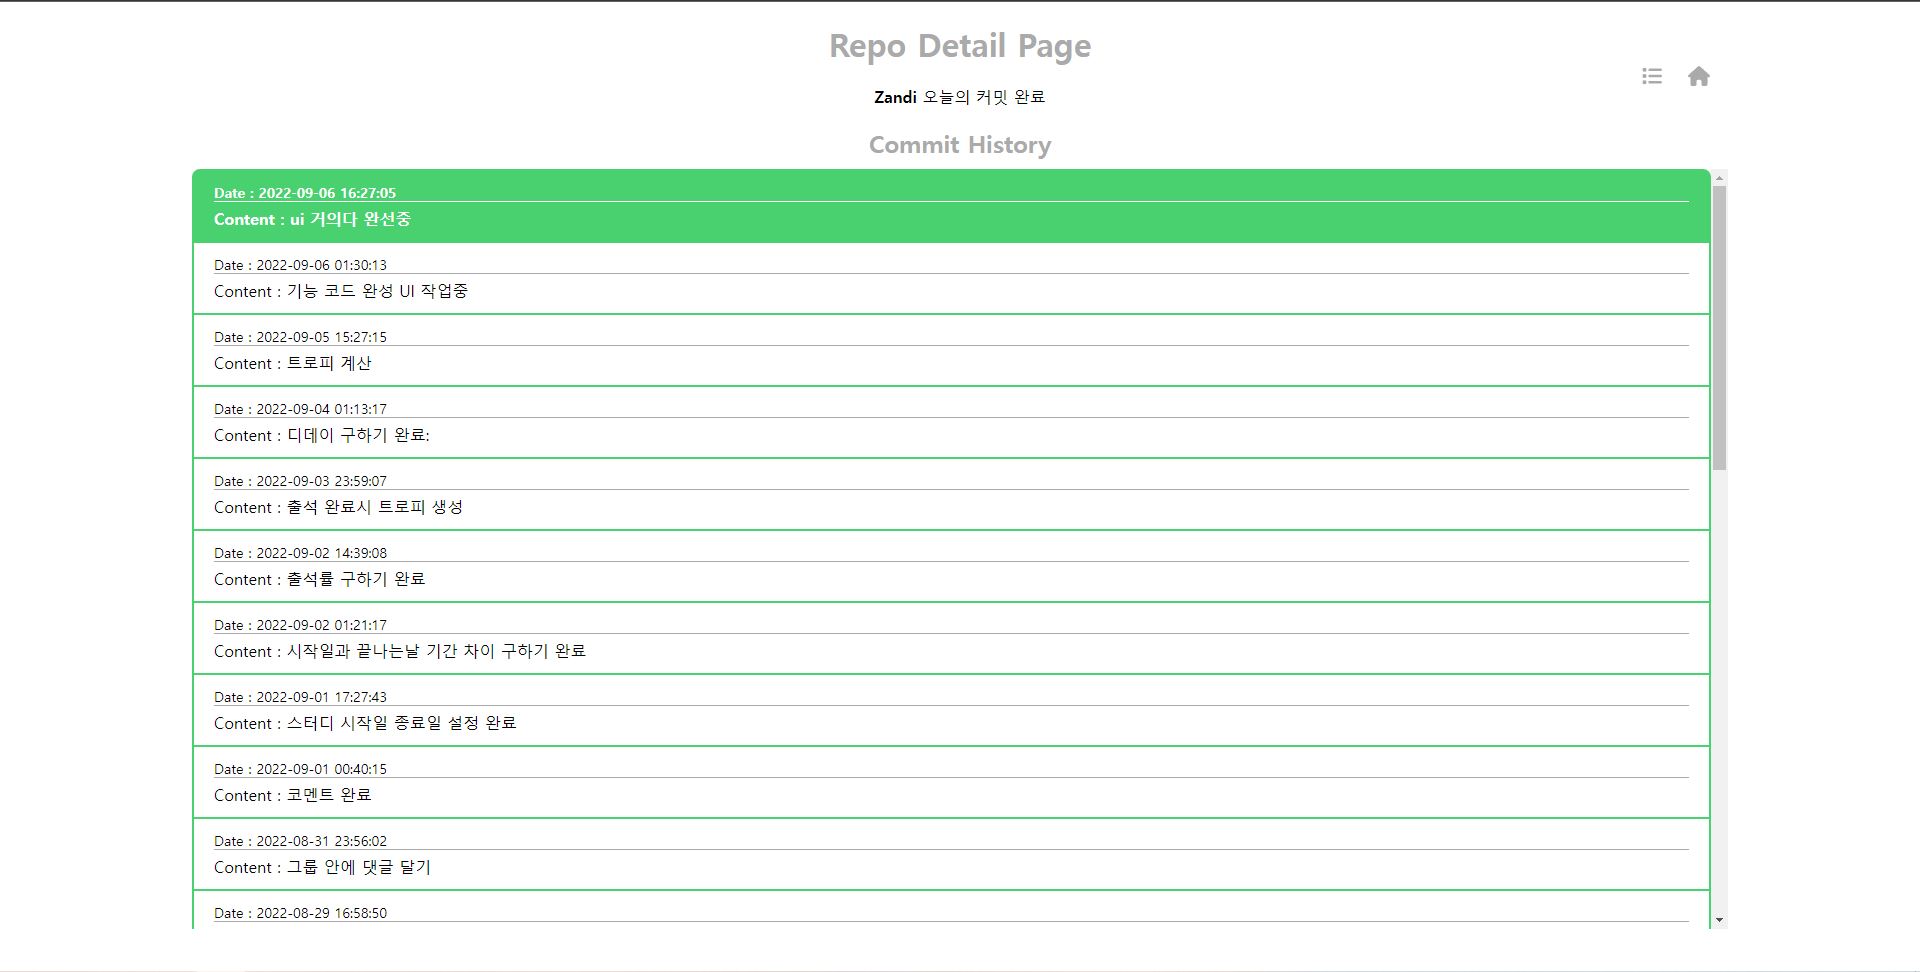 Repo Detail Page
Zandi 오늘의 커밋 완료
Commit History
Date : 2022-09-06 16:27:05
Content : ui 거의다 완선중
Date : 2022-09-06 01:30:13
Content : 기능 코드 완성 UI 작업중
Date : 2022-09-05 15:27:15
Content : 트로피 계산
Date : 2022-09-04 01:13:17
Content : 디데이 구하기 완료:
Date : 2022-09-03 23:59:07
Content : 출석 완료시 트로피 생성
Date : 2022-09-02 14:39:08
Content : 출석률 구하기 완료
Date : 2022-09-02 01:21:17
Content : 시작일과 끝나는날 기간 차이 구하기 완료
Date : 2022-09-01 17:27:43
Content : 스터디 시작일 종료일 설정 완료
Date : 2022-09-01 00:40:15
Content : 코멘트 완료
Date : 2022-08-31 23:56:02
Content : 그룹 안에 댓글 달기
Date : 2022-08-29 16:58:50